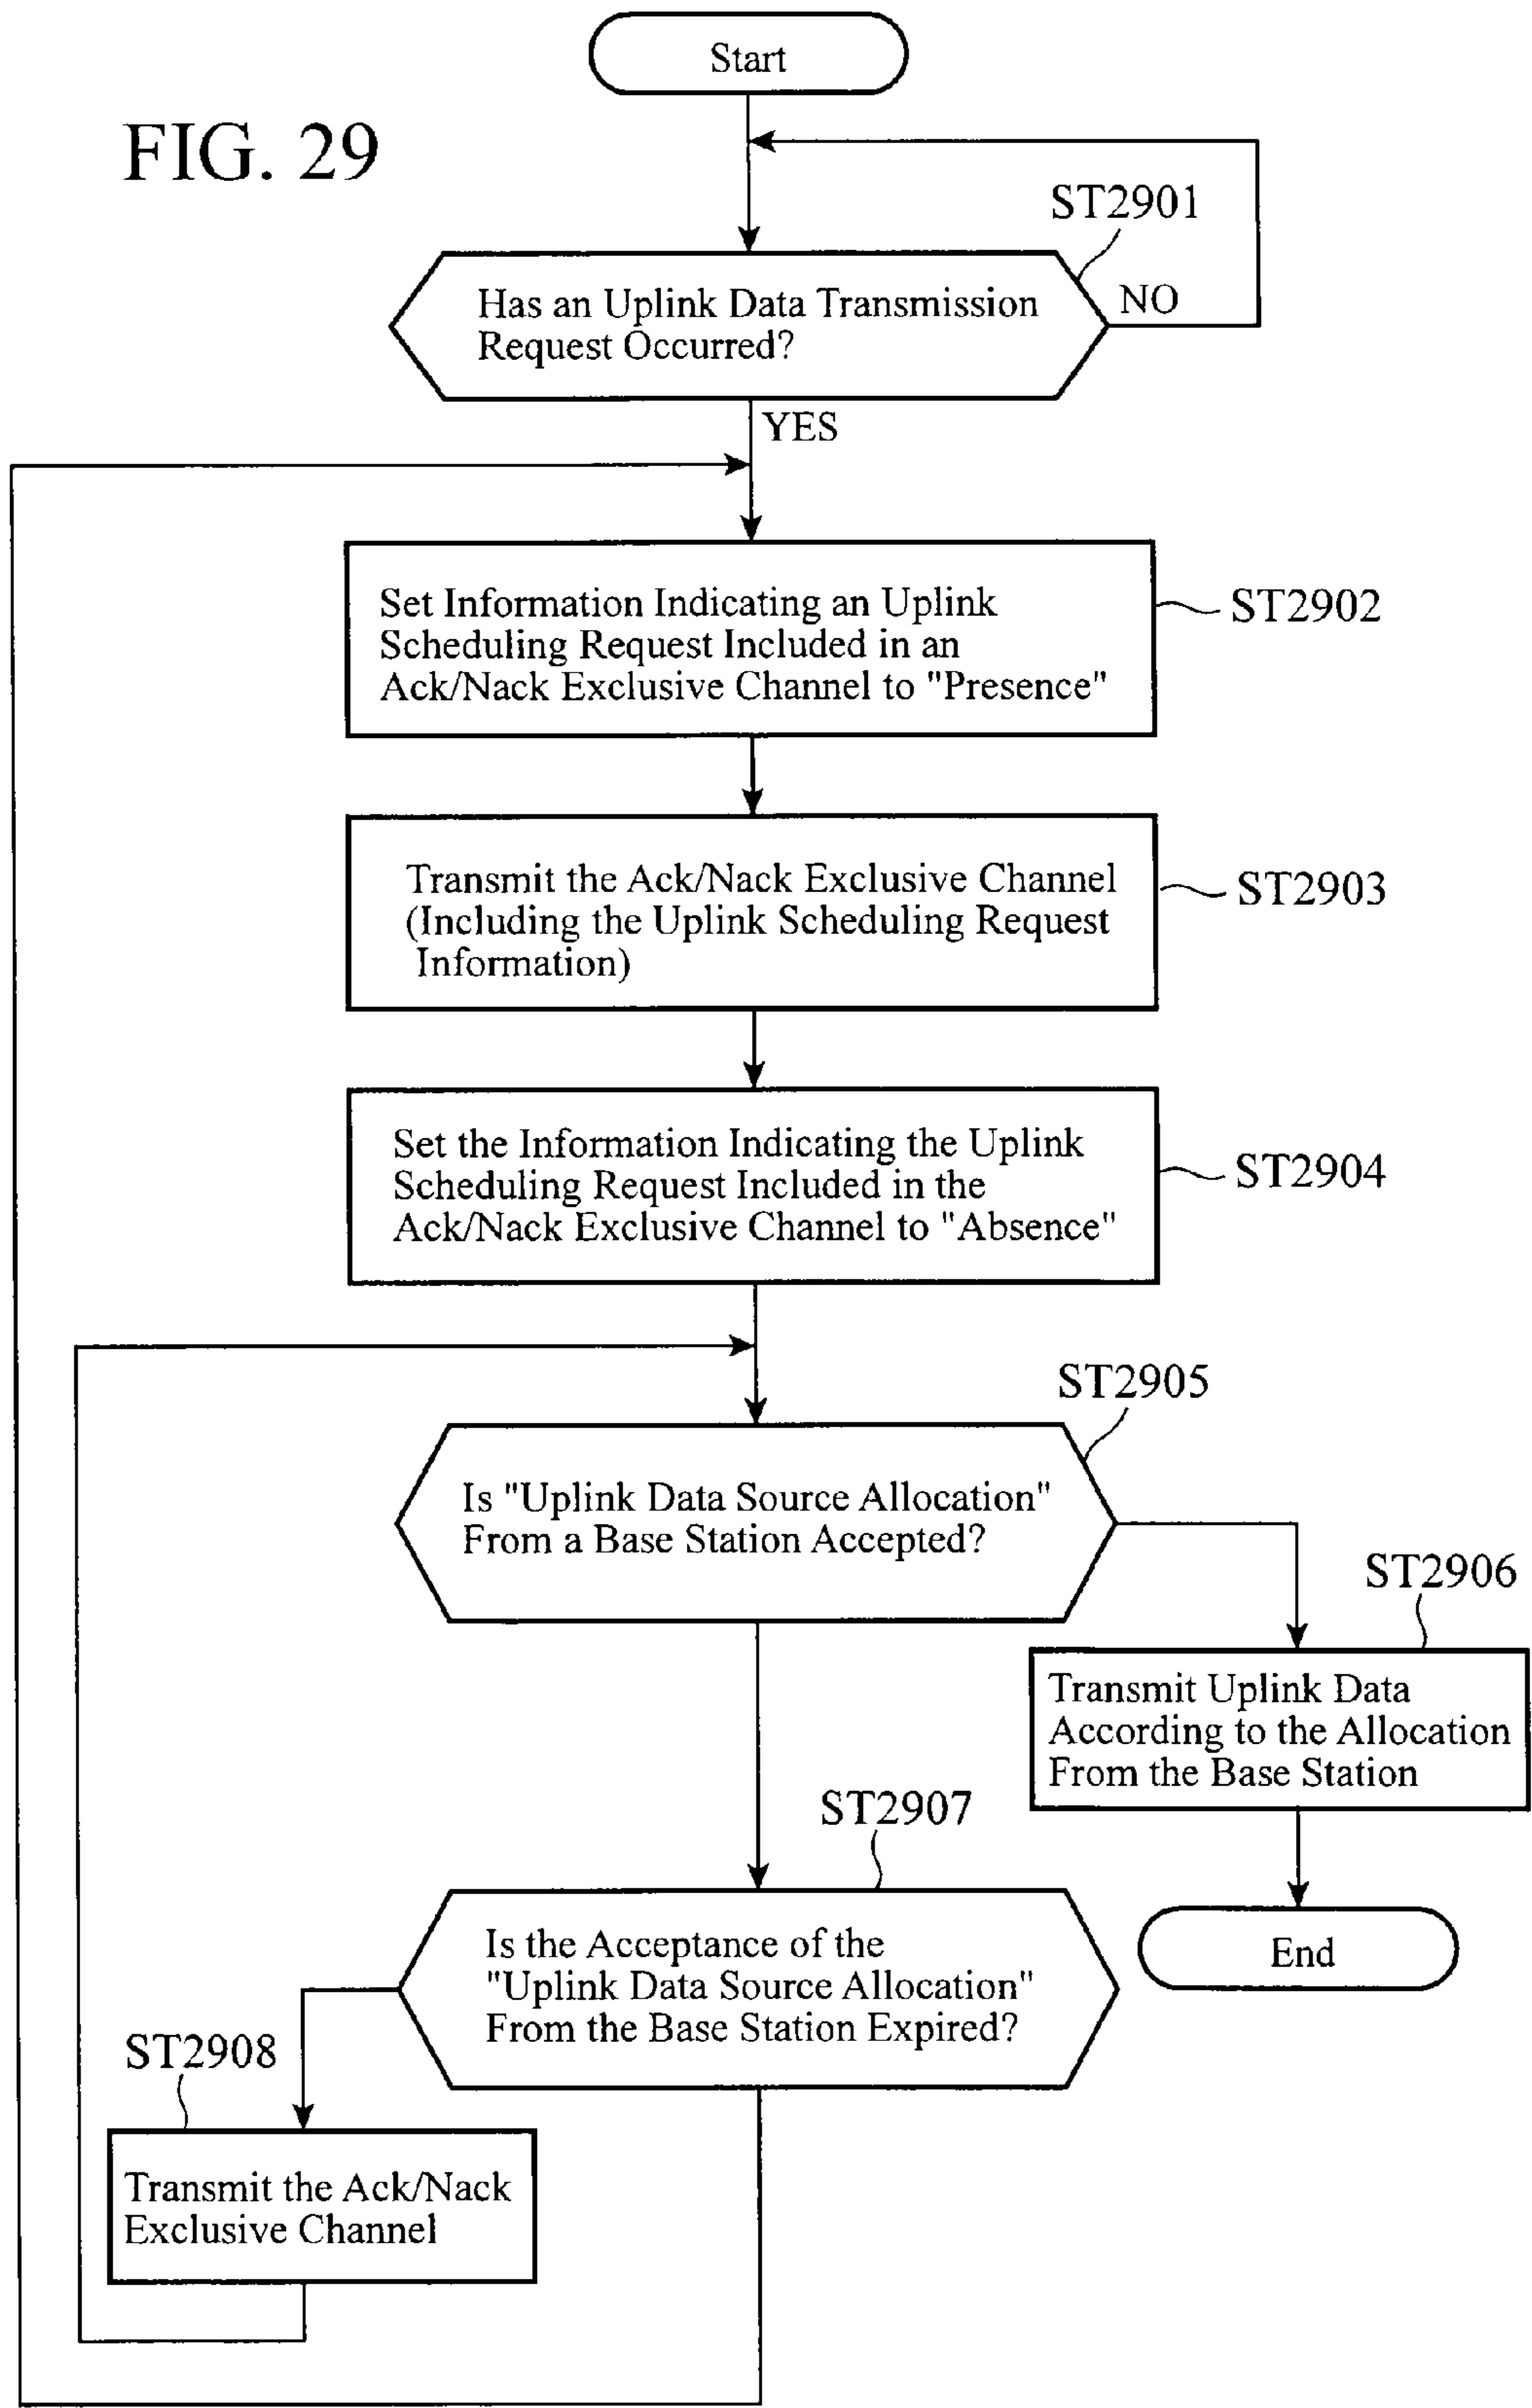 Start
FIG. 29
ST2901
Has an Uplink Data Transmission
Request Occurred?
NO
YES
Set Information Indicating an Uplink
Scheduling Request Included in an
Ack/Nack Exclusive Channel to "Presence"
ST2902
Transmit the Ack/Nack Exclusive Channel
(Including the Uplink Scheduling Request
Information)
ST2903
Set the Information Indicating the Uplink
Scheduling Request Included in the
Ack/Nack Exclusive Channel to "Absence"
ST2904
ST2905
Is "Uplink Data Source Allocation"
From a Base Station Accepted?
ST2906
Transmit Uplink Data
According to the Allocation
From the Base Station
ST2907
Is the Acceptance of the
"Uplink Data Source Allocation"
From the Base Station Expired?
End
ST2908
Transmit the Ack/Nack
Exclusive Channel